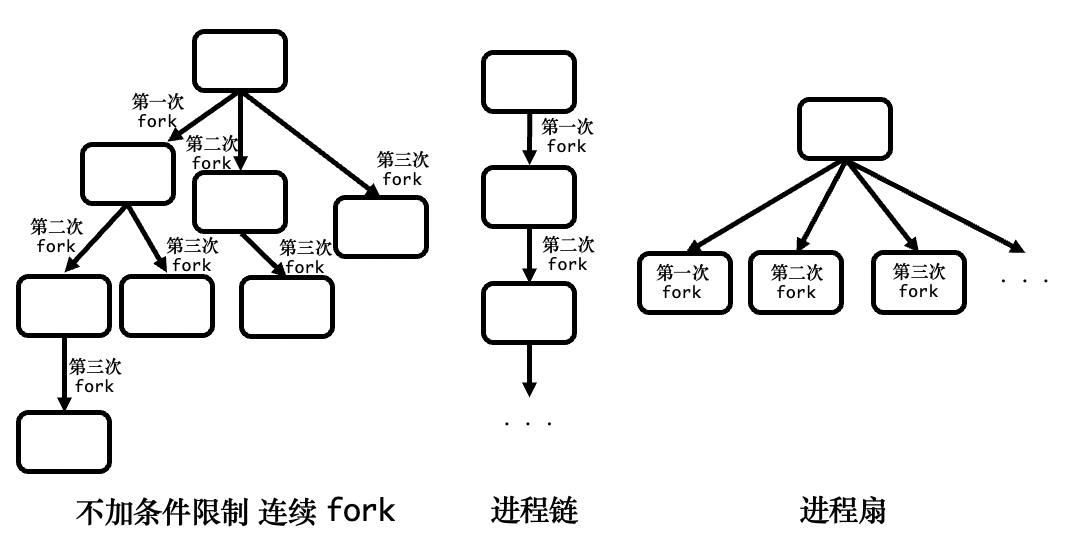 第一次
fork
第二次
fork
第三次
fork
第二次
fork
第三次
fork
第三次
fork
第三次
fork
不加条件限制 连续 fork
第一次
fork
第二次
fork
. . .
进程链
第一次
fork
第二次
fork
第三次
fork
. . .
进程扇